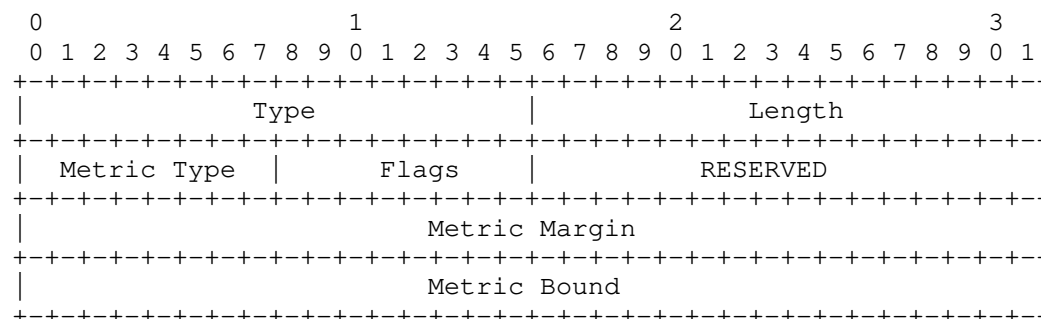 0                   1                   2                   3
 0 1 2 3 4 5 6 7 8 9 0 1 2 3 4 5 6 7 8 9 0 1 2 3 4 5 6 7 8 9 0 1
+-+-+-+-+-+-+-+-+-+-+-+-+-+-+-+-+-+-+-+-+-+-+-+-+-+-+-+-+-+-+-+-
|              Type             |             Length
+-+-+-+-+-+-+-+-+-+-+-+-+-+-+-+-+-+-+-+-+-+-+-+-+-+-+-+-+-+-+-+-
|  Metric Type  |      Flags    |          RESERVED
+-+-+-+-+-+-+-+-+-+-+-+-+-+-+-+-+-+-+-+-+-+-+-+-+-+-+-+-+-+-+-+-
|                         Metric Margin
+-+-+-+-+-+-+-+-+-+-+-+-+-+-+-+-+-+-+-+-+-+-+-+-+-+-+-+-+-+-+-+-
|                         Metric Bound
+-+-+-+-+-+-+-+-+-+-+-+-+-+-+-+-+-+-+-+-+-+-+-+-+-+-+-+-+-+-+-+-